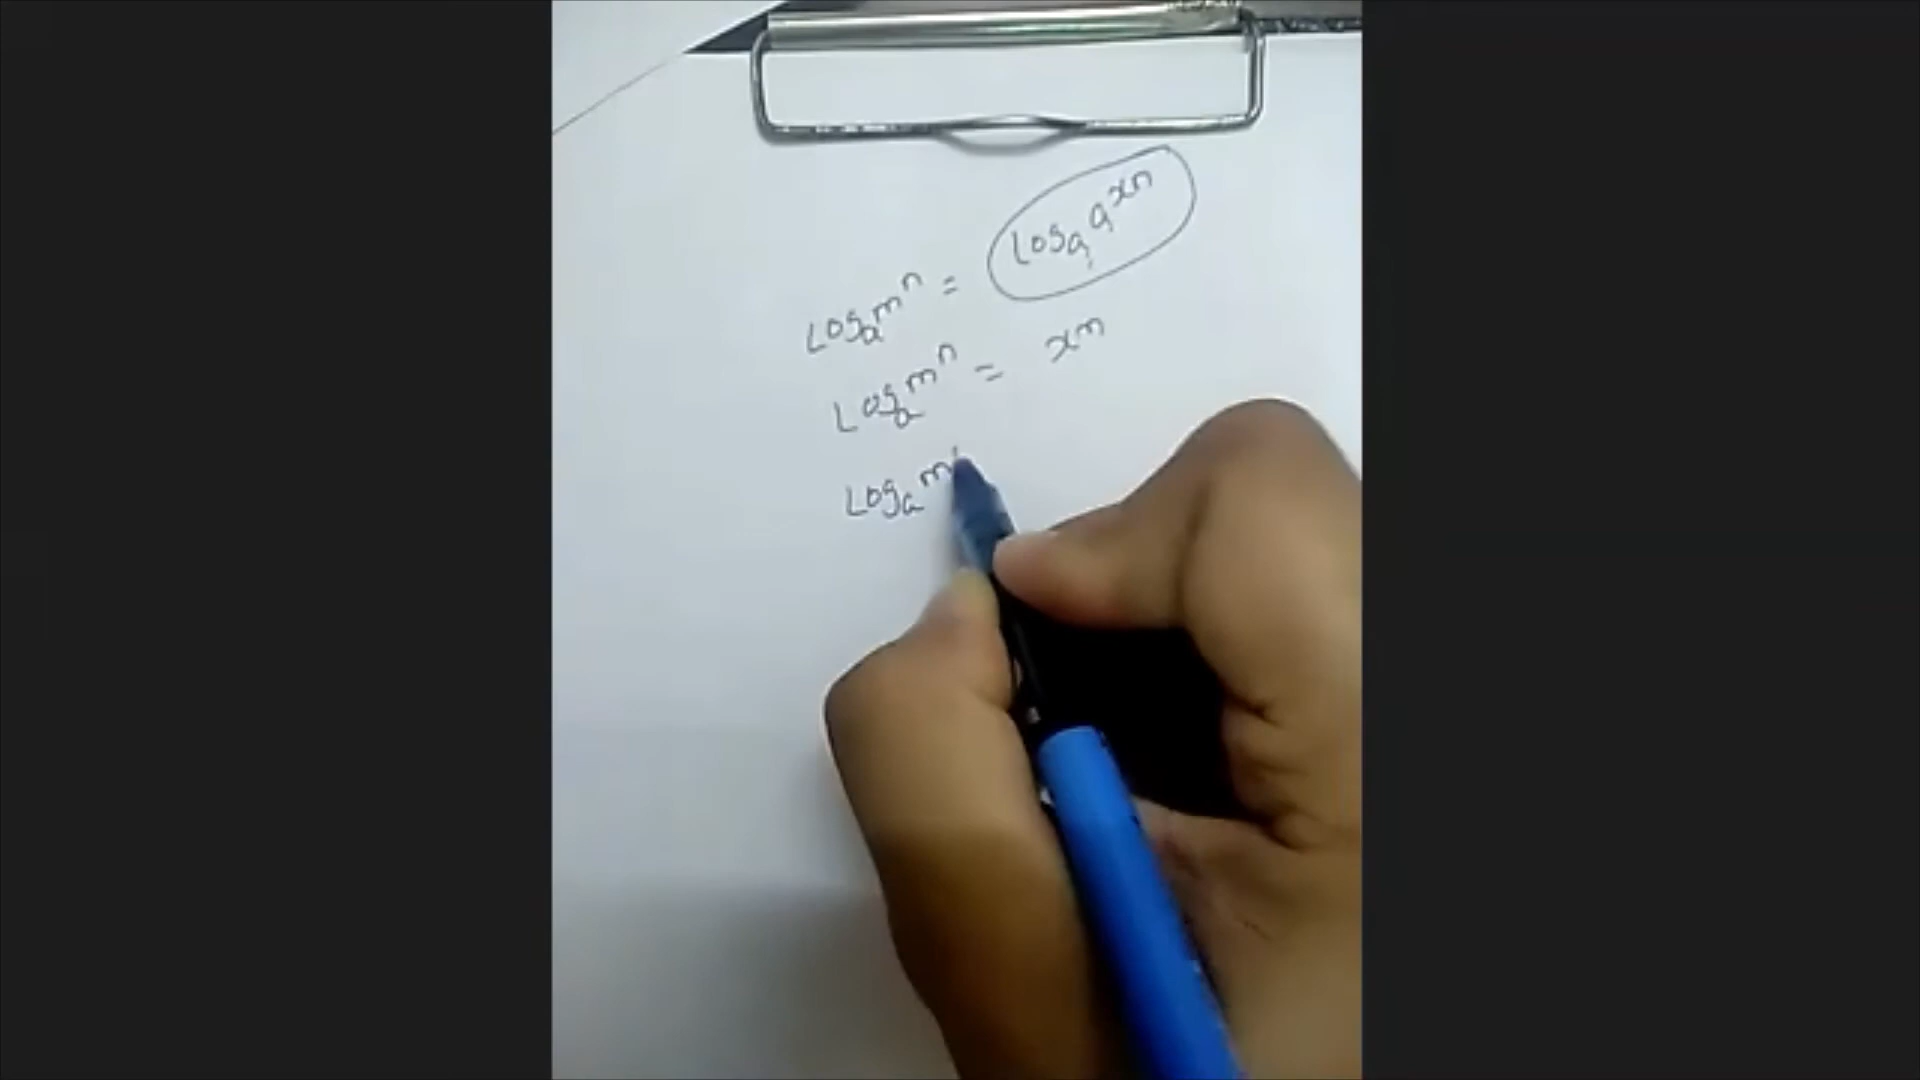 log_a m^n = log_a a^xn
log_a m^n = xn
log_a m